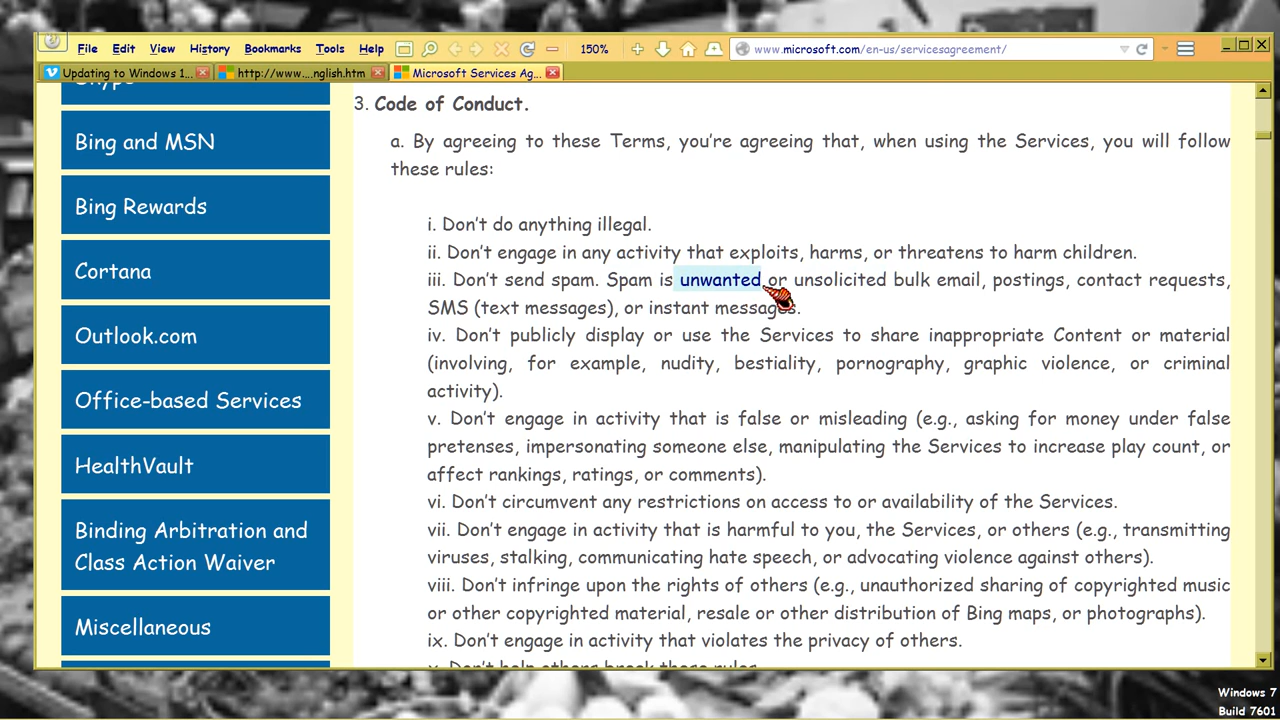 File Edit View History Bookmarks Tools Help 150% www.microsoft.com/en-us/servicesagreement/
Updating to Windows 1... http://www....nglish.htm Microsoft Services Ag...
Skype
Bing and MSN
Bing Rewards
Cortana
Outlook.com
Office-based Services
HealthVault
Binding Arbitration and
Class Action Waiver
Miscellaneous
3. Code of Conduct.
a. By agreeing to these Terms, you’re agreeing that, when using the Services, you will follow
these rules:
i. Don’t do anything illegal.
ii. Don’t engage in any activity that exploits, harms, or threatens to harm children.
iii. Don’t send spam. Spam is unwanted or unsolicited bulk email, postings, contact requests,
SMS (text messages), or instant messages.
iv. Don’t publicly display or use the Services to share inappropriate Content or material
(involving, for example, nudity, bestiality, pornography, graphic violence, or criminal
activity).
v. Don’t engage in activity that is false or misleading (e.g., asking for money under false
pretenses, impersonating someone else, manipulating the Services to increase play count, or
affect rankings, ratings, or comments).
vi. Don’t circumvent any restrictions on access to or availability of the Services.
vii. Don’t engage in activity that is harmful to you, the Services, or others (e.g., transmitting
viruses, stalking, communicating hate speech, or advocating violence against others).
viii. Don’t infringe upon the rights of others (e.g., unauthorized sharing of copyrighted music
or other copyrighted material, resale or other distribution of Bing maps, or photographs).
ix. Don’t engage in activity that violates the privacy of others.
x. Don’t help others break these rules.
Windows 7
Build 7601